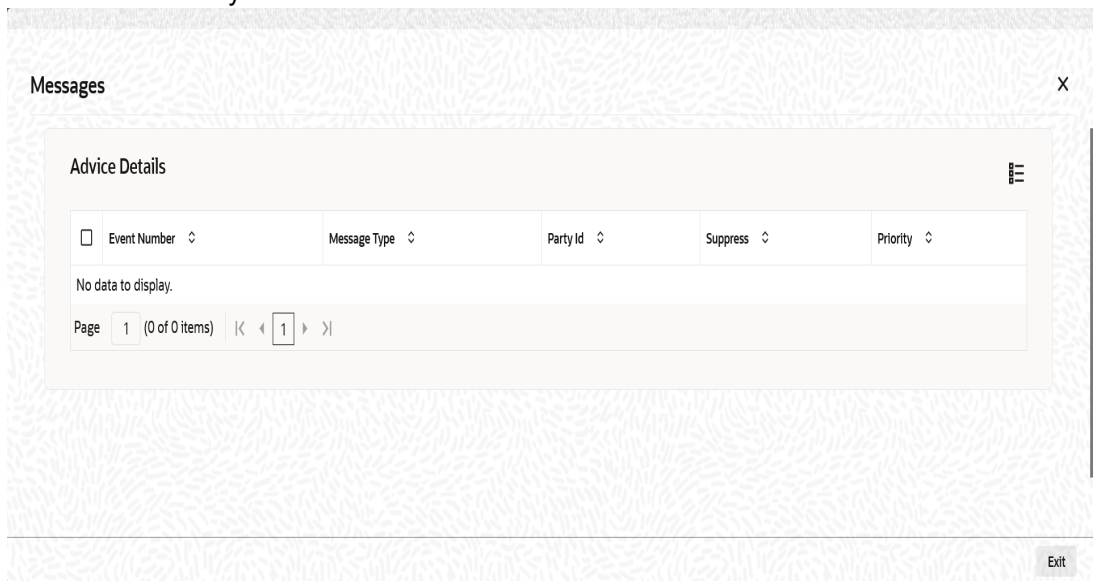 Messages X
Advice Details
Event Number Message Type Party Id Suppress Priority
No data to display.
Page 1 (0 of 0 items) 1
Exit